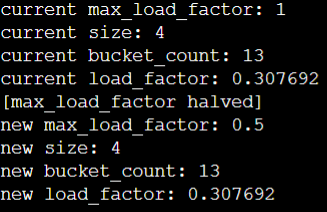 current max_load_factor: 1
current size: 4
current bucket_count: 13
current load_factor: 0.307692
[max_load_factor halved]
new max_load_factor: 0.5
new size: 4
new bucket_count: 13
new load_factor: 0.307692